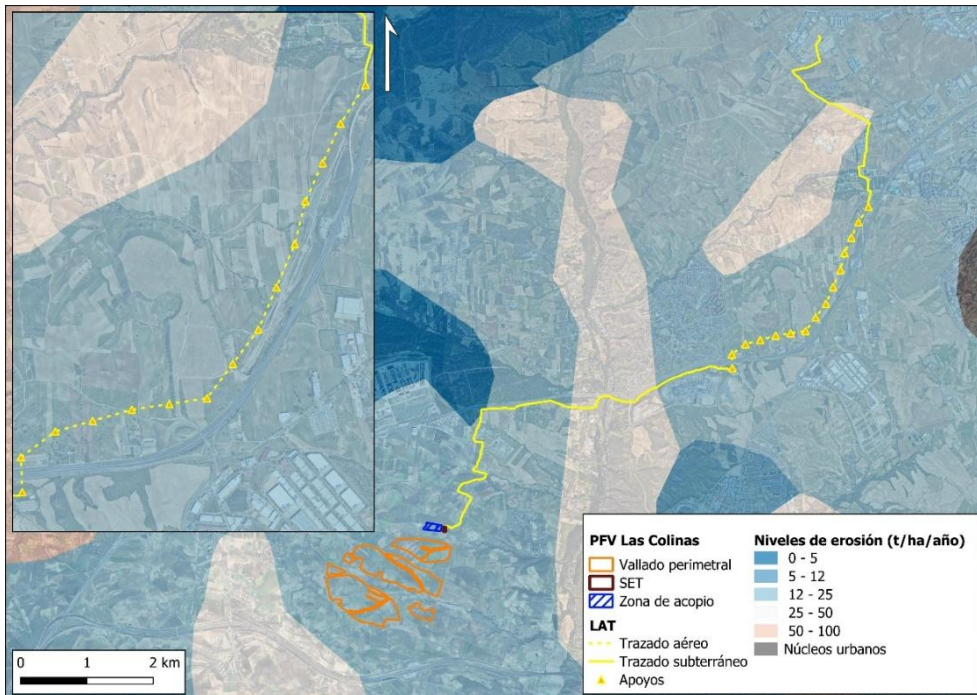 PFV Las Colinas
Vallado perimetral
SET
Zona de acopio
LAT
Trazado aéreo
Trazado subterráneo
Apoyos
Niveles de erosión (t/ha/año)
0 - 5
5 - 12
12 - 25
25 - 50
50 - 100
Núcleos urbanos
0 1 2 km